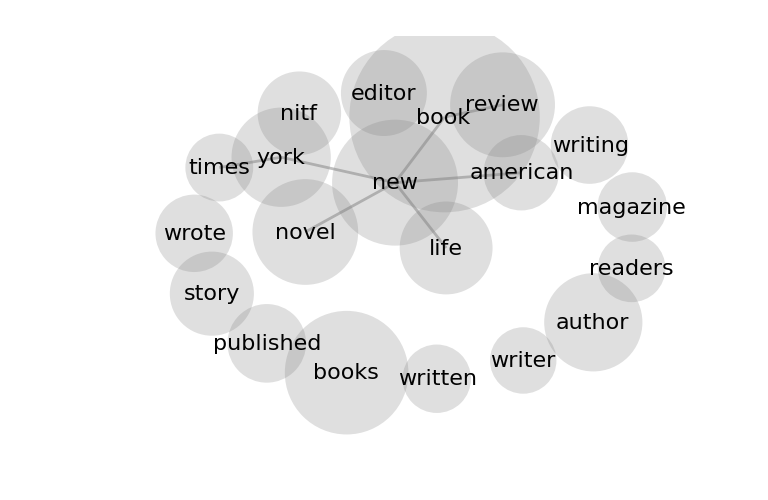 editor
review
nitf
book
writing
york
times
american
new
magazine
wrote
novel
life
readers
story
author
published
writer
books
written